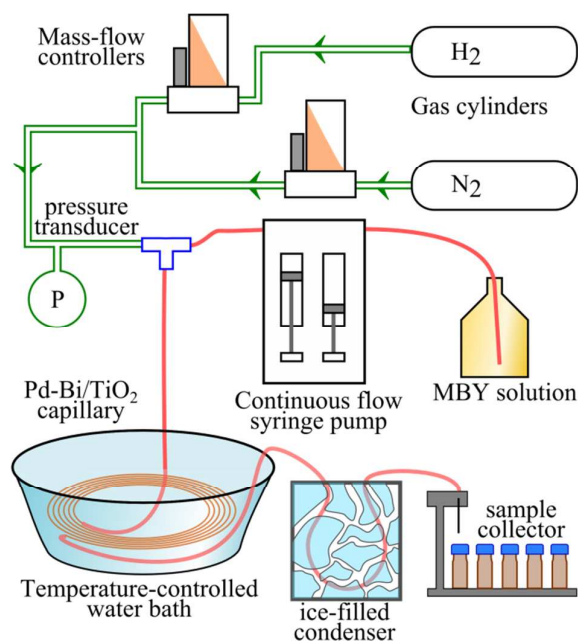 Mass-flow
controllers
H2
Gas cylinders
N2
pressure
transducer
P
MBY solution
Pd-Bi/TiO2
capillary
Continuous flow
syringe pump
sample
collector
Temperature-controlled
water bath
ice-filled
condenser